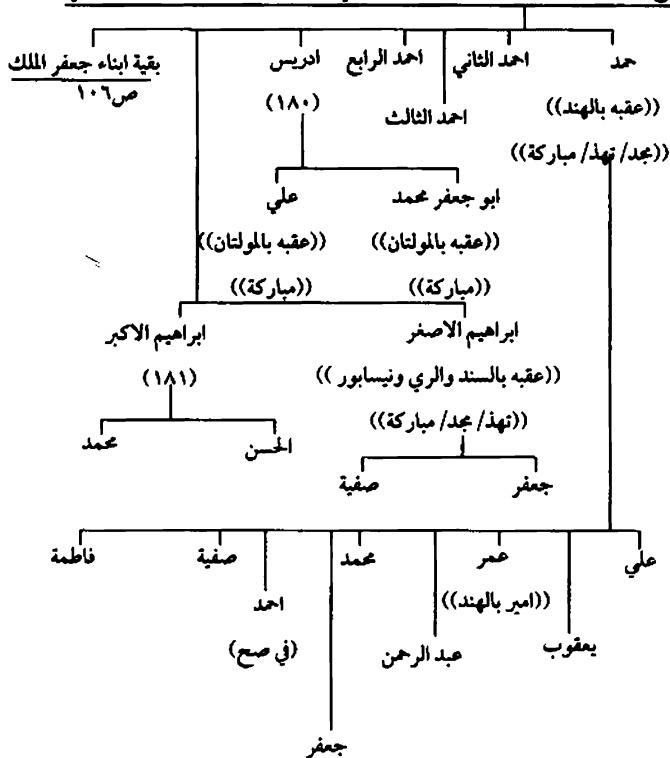 حمد
((عقبه بالهند))
((مجد/ تهذ/ مباركة))
احمد الثاني
احمد الثالث
احمد الرابع
ادريس
(١٨٠)
بقية ابناء جعفر الملك
ص١٠٦
ابو جعفر محمد
((عقبه بالمولتان))
((مباركة))
علي
((عقبه بالمولتان))
((مباركة))
ابراهيم الاصغر
((عقبه بالسند والري ونيسابور ))
((تهذ/ مجد/ مباركة))
ابراهيم الاكبر
(١٨١)
جعفر
صفية
الحسن
محمد
علي
يعقوب
عمر
((امير بالهند))
عبد الرحمن
محمد
جعفر
احمد
(في صح)
صفية
فاطمة